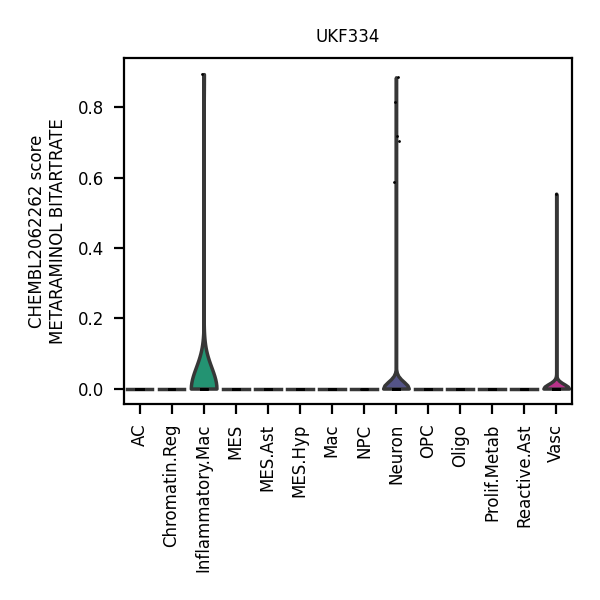 UKF334
CHEMBL2062262 score
METARAMINOL BITARTRATE
0.8
0.6
0.4
0.2
0.0
AC
Chromatin.Reg
Inflammatory.Mac
MES
MES.Ast
MES.Hyp
Mac
NPC
Neuron
OPC
Oligo
Prolif.Metab
Reactive.Ast
Vasc